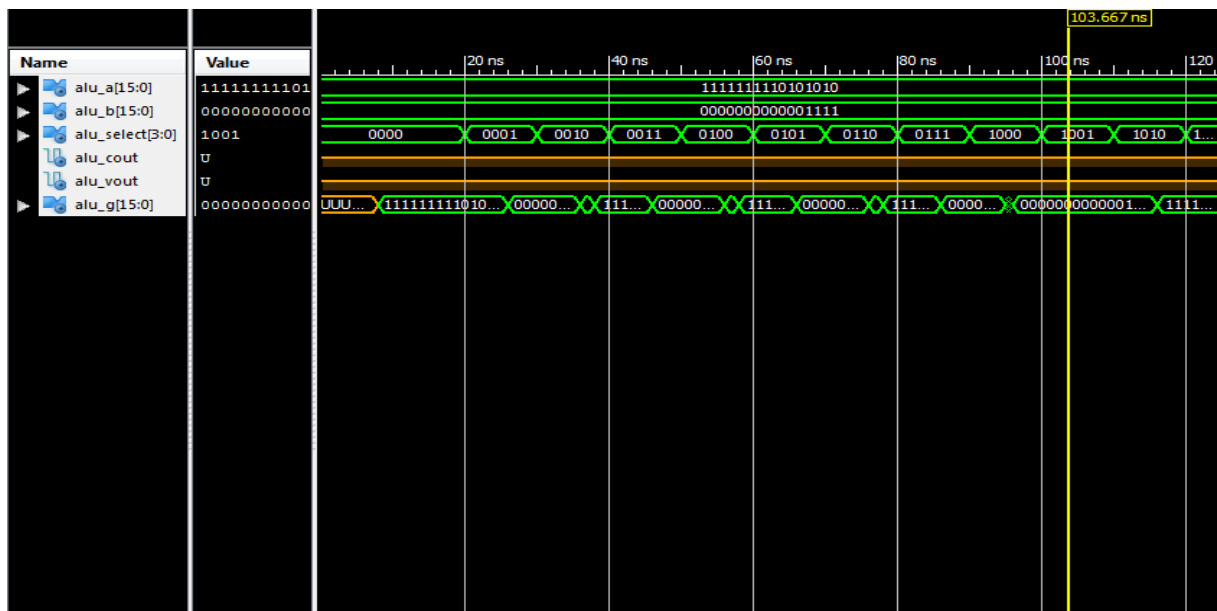 103.667 ns
Name Value 20 ns 40 ns 60 ns 80 ns 100 ns 120
alu_a[15:0] 11111111101 1111111110101010
alu_b[15:0] 00000000000 0000000000001111
alu_select[3:0] 1001 0000 0001 0010 0011 0100 0101 0110 0111 1000 1001 1010 1...
alu_cout U
alu_vout U
alu_g[15:0] 00000000000 UUU... 111111111010... 00000... 111... 00000... 111... 00000... 111... 0000... 0000000000001... 1111...